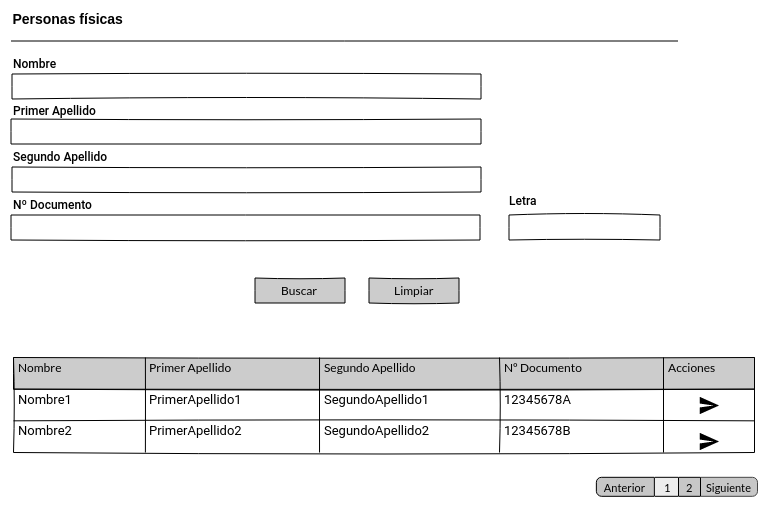 Personas físicas
Nombre
Primer Apellido
Segundo Apellido
Nº Documento
Letra
Buscar Limpiar
Nombre Primer Apellido Segundo Apellido Nº Documento Acciones
Nombre1 PrimerApellido1 SegundoApellido1 12345678A
Nombre2 PrimerApellido2 SegundoApellido2 12345678B
Anterior 1 2 Siguiente